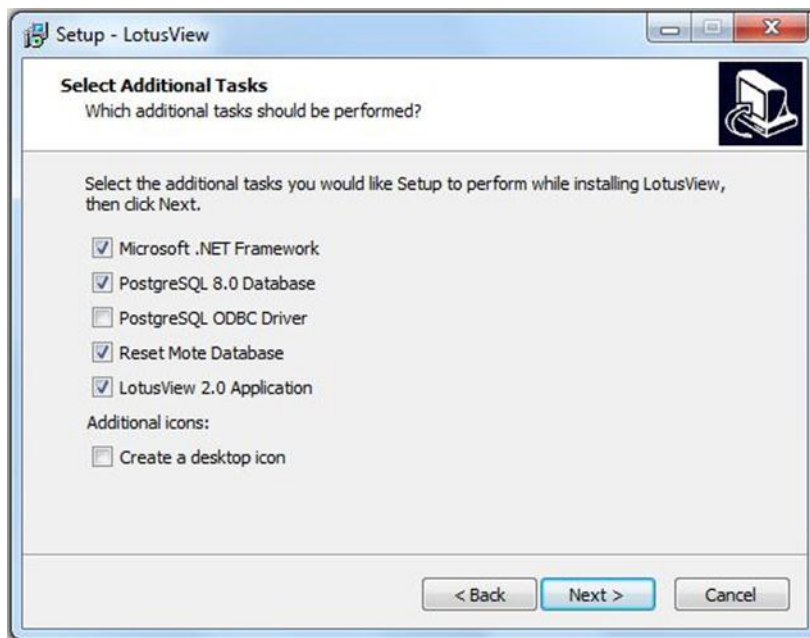 Setup - LotusView
Select Additional Tasks
Which additional tasks should be performed?
Select the additional tasks you would like Setup to perform while installing LotusView,
then click Next.
Microsoft .NET Framework
PostgreSQL 8.0 Database
PostgreSQL ODBC Driver
Reset Mote Database
LotusView 2.0 Application
Additional icons:
Create a desktop icon
< Back Next > Cancel